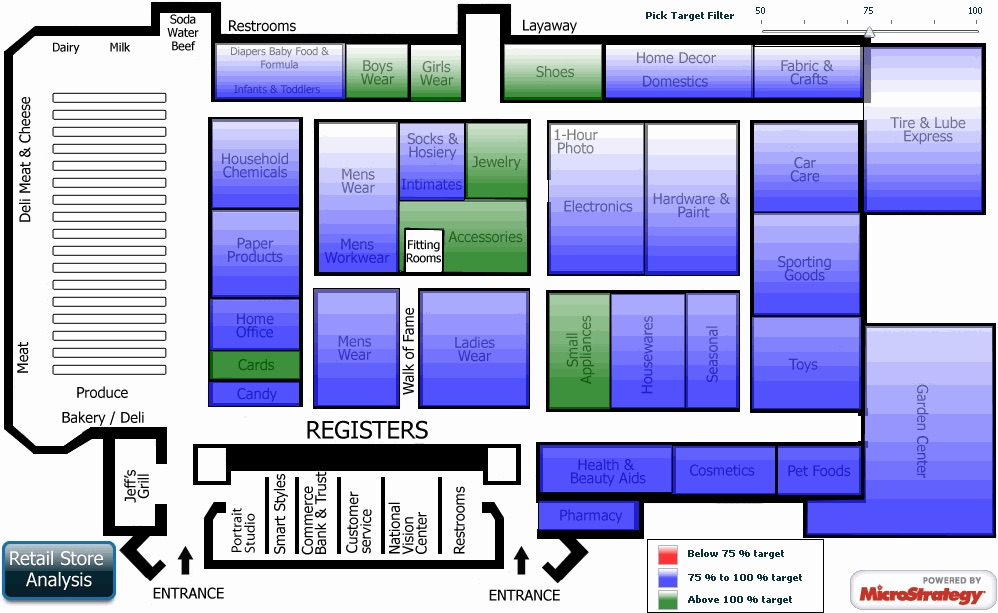 Soda
Water
Beef
Restrooms
Layaway
Pick Target Filter
50
75
100
Dairy
Milk
Diapers Baby Food &
Formula
Infants & Toddlers
Boys
Wear
Girls
Wear
Shoes
Home Decor
Domestics
Fabric &
Crafts
Tire & Lube
Express
Deli Meat & Cheese
Household
Chemicals
Mens
Wear
Mens
Workwear
Socks &
Hosiery
Intimates
Jewelry
Accessories
Fitting
Rooms
1-Hour
Photo
Electronics
Hardware &
Paint
Car
Care
Paper
Products
Sporting
Goods
Home
Office
Cards
Candy
Mens
Wear
Walk of Fame
Ladies
Wear
Small
Appliances
Housewares
Seasonal
Toys
Garden Center
Meat
Produce
Bakery / Deli
REGISTERS
Health &
Beauty Aids
Cosmetics
Pet Foods
Pharmacy
Jeff's
Grill
Portrait
Studio
Smart Styles
Commerce
Bank & Trust
Customer
service
National
Vision
Center
Restrooms
Retail Store
Analysis
ENTRANCE
ENTRANCE
Below 75 % target
75 % to 100 % target
Above 100 % target
POWERED BY
MicroStrategy